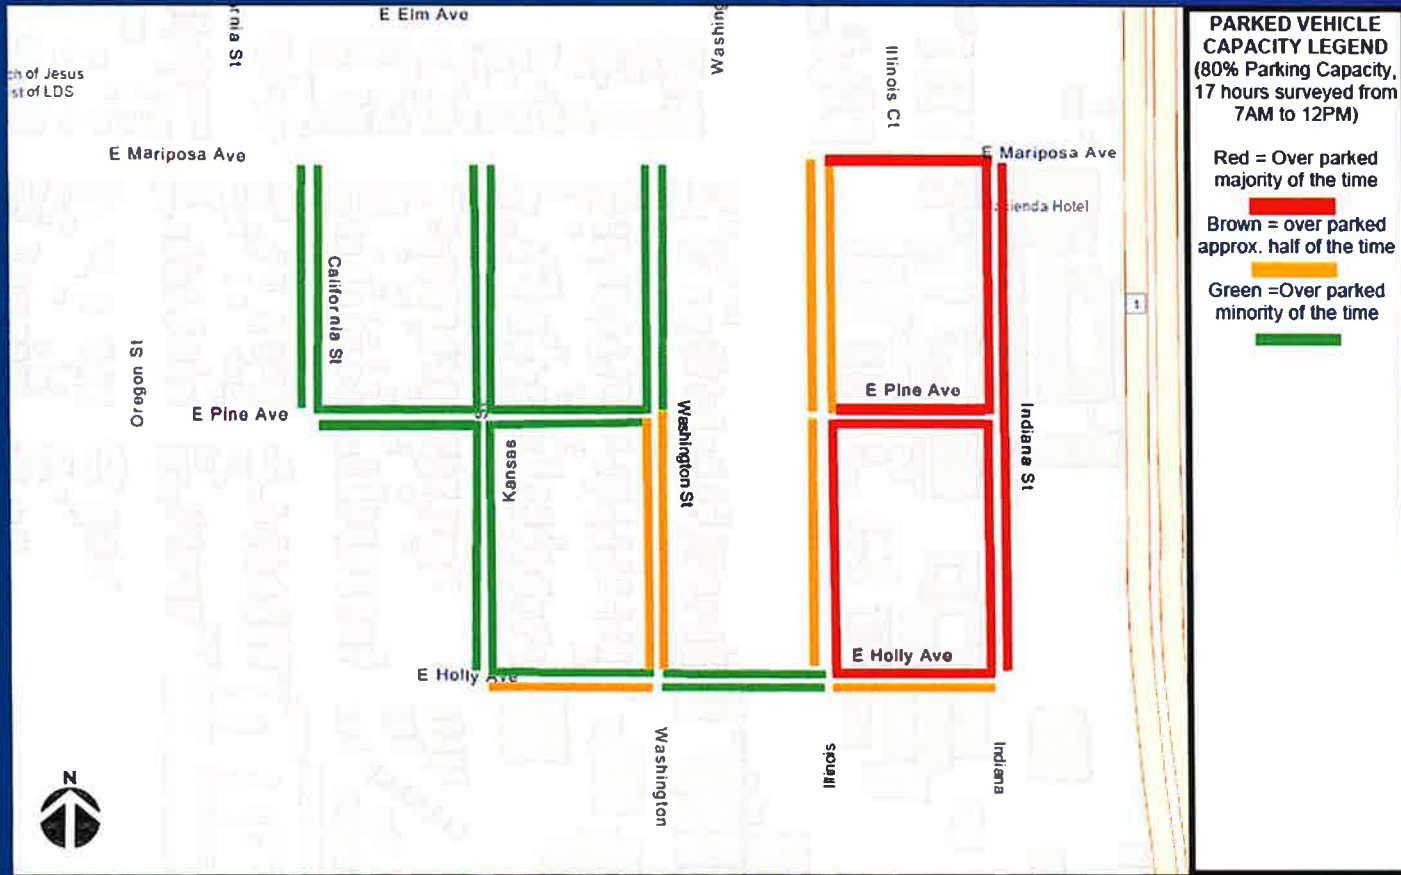 E Elm Ave
rnia St
Washing
Illinois Ct
ch of Jesus
st of LDS
E Mariposa Ave
E Mariposa Ave
cienda Hotel
California St
Oregon St
E Pine Ave
E Pine Ave
Kansas
Washington St
Indiana St
1
E Holly Ave
E Holly Ave
Washington
Illinois
Indiana
N
PARKED VEHICLE
CAPACITY LEGEND
(80% Parking Capacity,
17 hours surveyed from
7AM to 12PM)
Red = Over parked
majority of the time
Brown = over parked
approx. half of the time
Green =Over parked
minority of the time